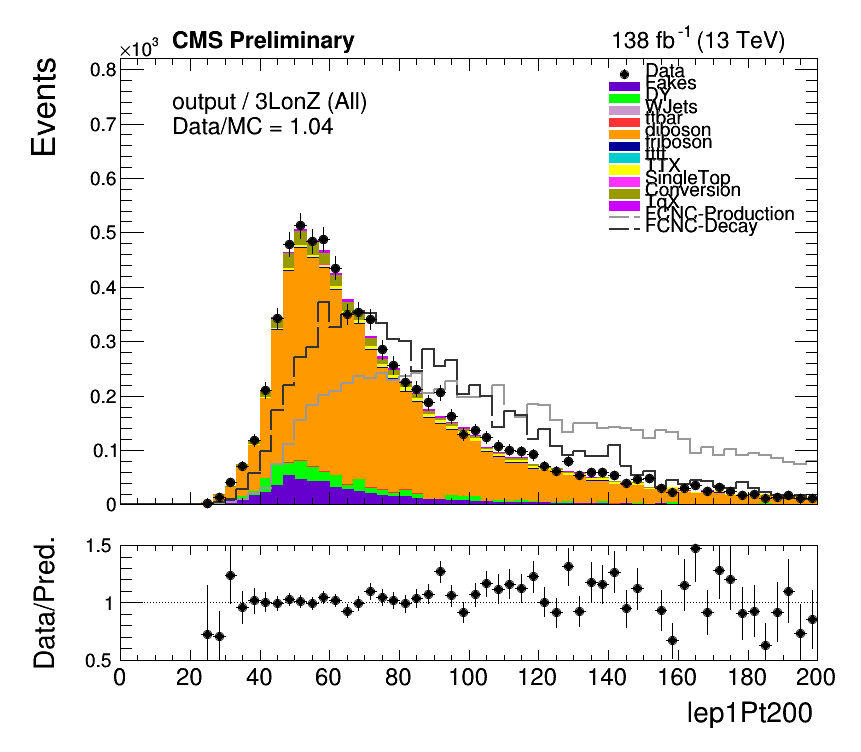 ×10³ CMS Preliminary 138 fb⁻¹ (13 TeV)
Events
output / 3LonZ (All)
Data/MC = 1.04
Data
Fakes
DY
WJets
ttbar
diboson
triboson
tttt
TTX
SingleTop
Conversion
TqX
FCNC-Production
FCNC-Decay
0.8
0.7
0.6
0.5
0.4
0.3
0.2
0.1
0
Data/Pred.
1.5
1
0.5
0 20 40 60 80 100 120 140 160 180 200
lep1Pt200